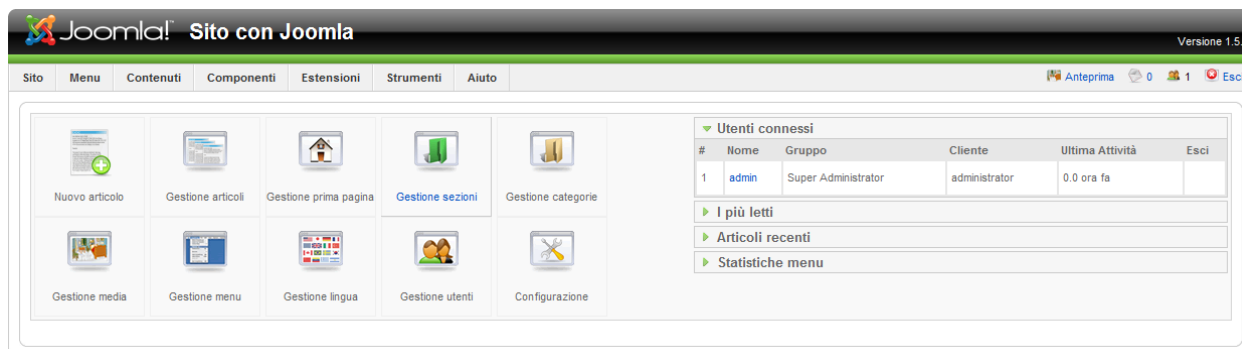 Joomla!™ Sito con Joomla
Versione 1.5.
Sito Menu Contenuti Componenti Estensioni Strumenti Aiuto
Anteprima 0 1 Esci
Nuovo articolo Gestione articoli Gestione prima pagina Gestione sezioni Gestione categorie
Gestione media Gestione menu Gestione lingua Gestione utenti Configurazione
Utenti connessi
# Nome Gruppo Cliente Ultima Attività Esci
1 admin Super Administrator administrator 0.0 ora fa
I più letti
Articoli recenti
Statistiche menu